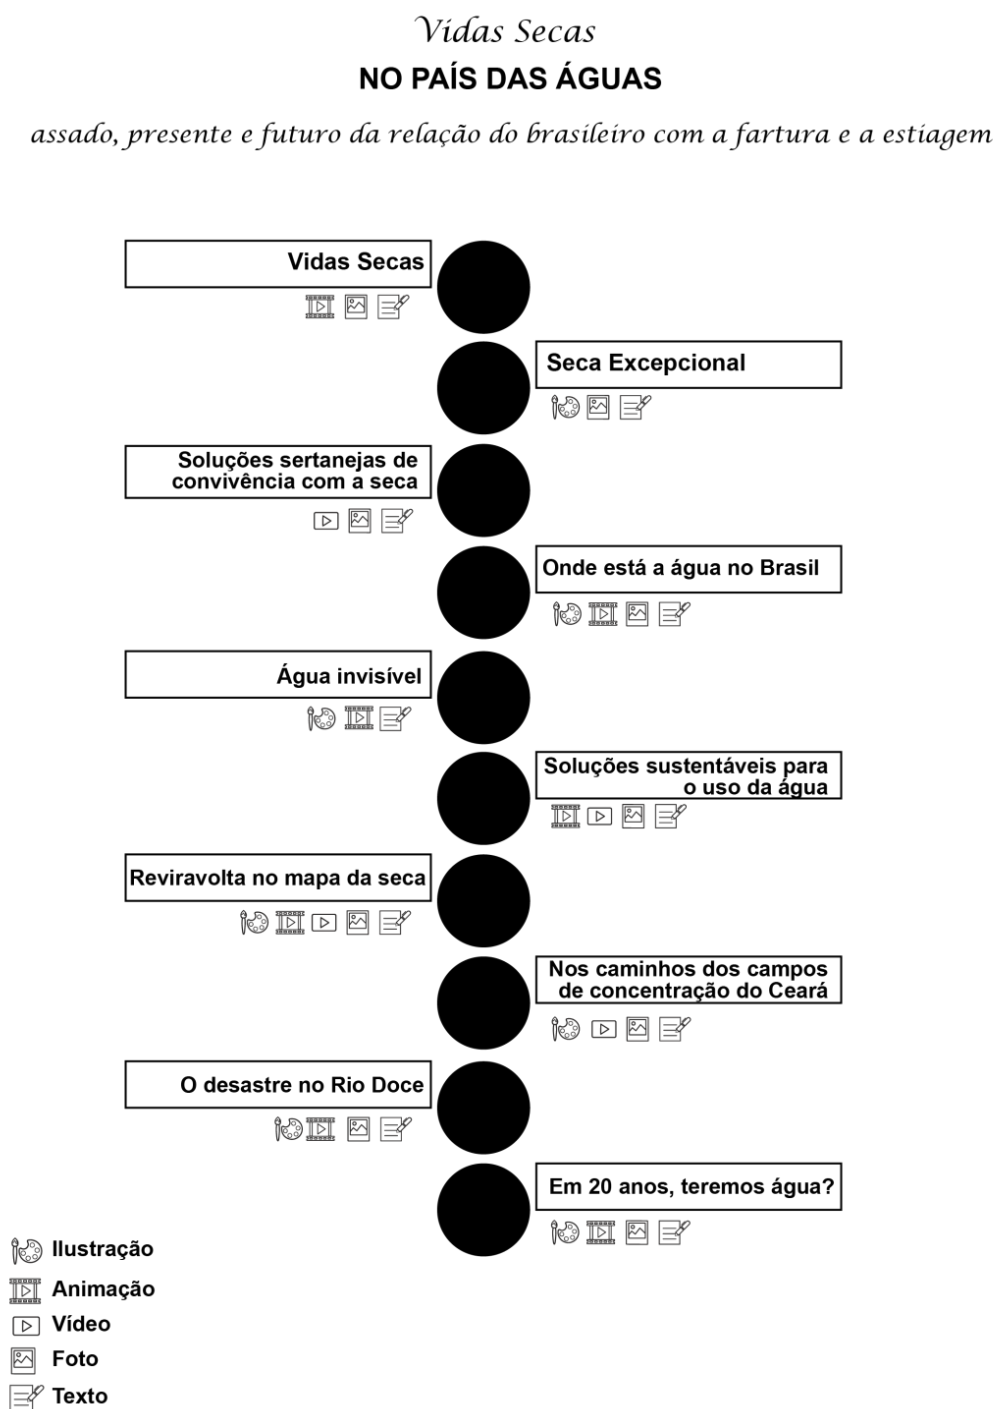 Vidas Secas
NO PAÍS DAS ÁGUAS
assado, presente e futuro da relação do brasileiro com a fartura e a estiagem
Vidas Secas
Seca Excepcional
Soluções sertanejas de
convivência com a seca
Onde está a água no Brasil
Água invisível
Soluções sustentáveis para
o uso da água
Reviravolta no mapa da seca
Nos caminhos dos campos
de concentração do Ceará
O desastre no Rio Doce
Em 20 anos, teremos água?
Ilustração
Animação
Vídeo
Foto
Texto